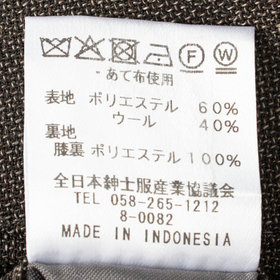 F W
あて布使用
表地 ポリエステル 60%
ウール 40%
裏地
膝裏 ポリエステル 100%
全日本紳士服産業協議会
TEL 058-265-1212
8-0082
MADE IN INDONESIA